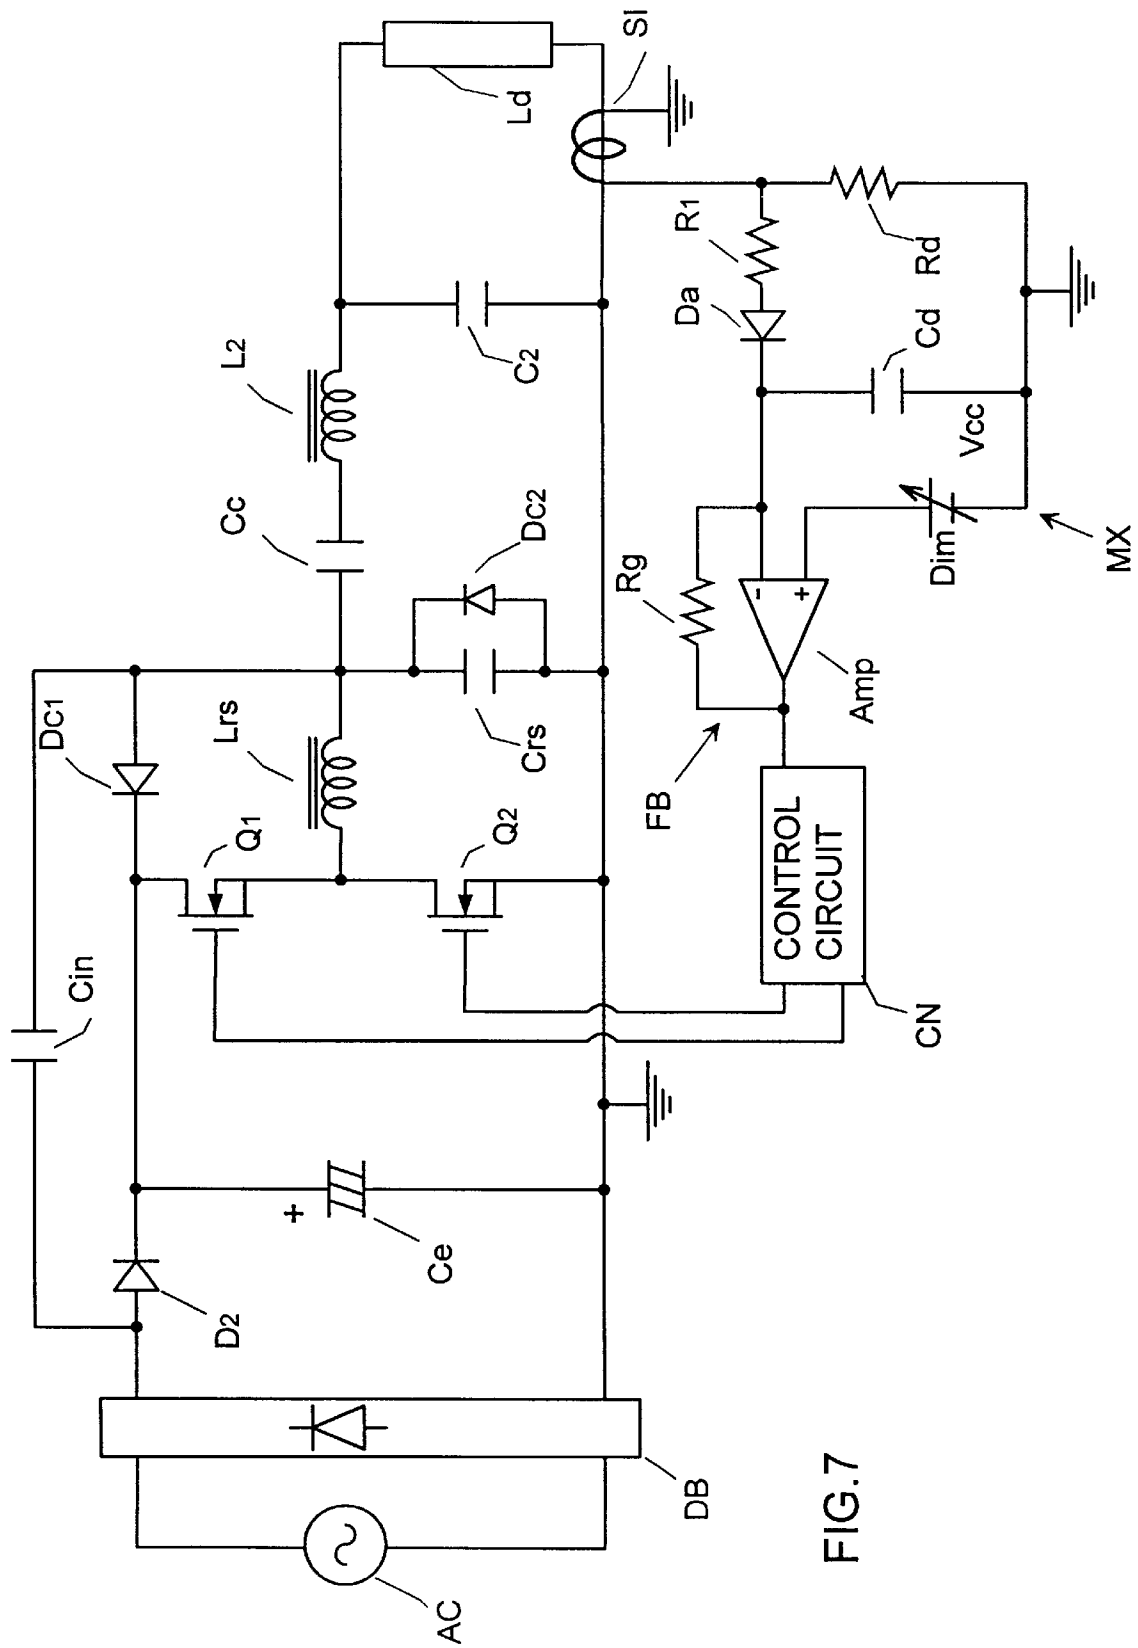 AC
DB
D2
Ce
+
Cin
DC1
Q1
Q2
Lrs
Crs
DC2
Cc
L2
C2
Ld
SI
R1
Da
Rd
Cd
Vcc
Dim
MX
Rg
-
+
Amp
FB
CONTROL
CIRCUIT
CN
FIG.7